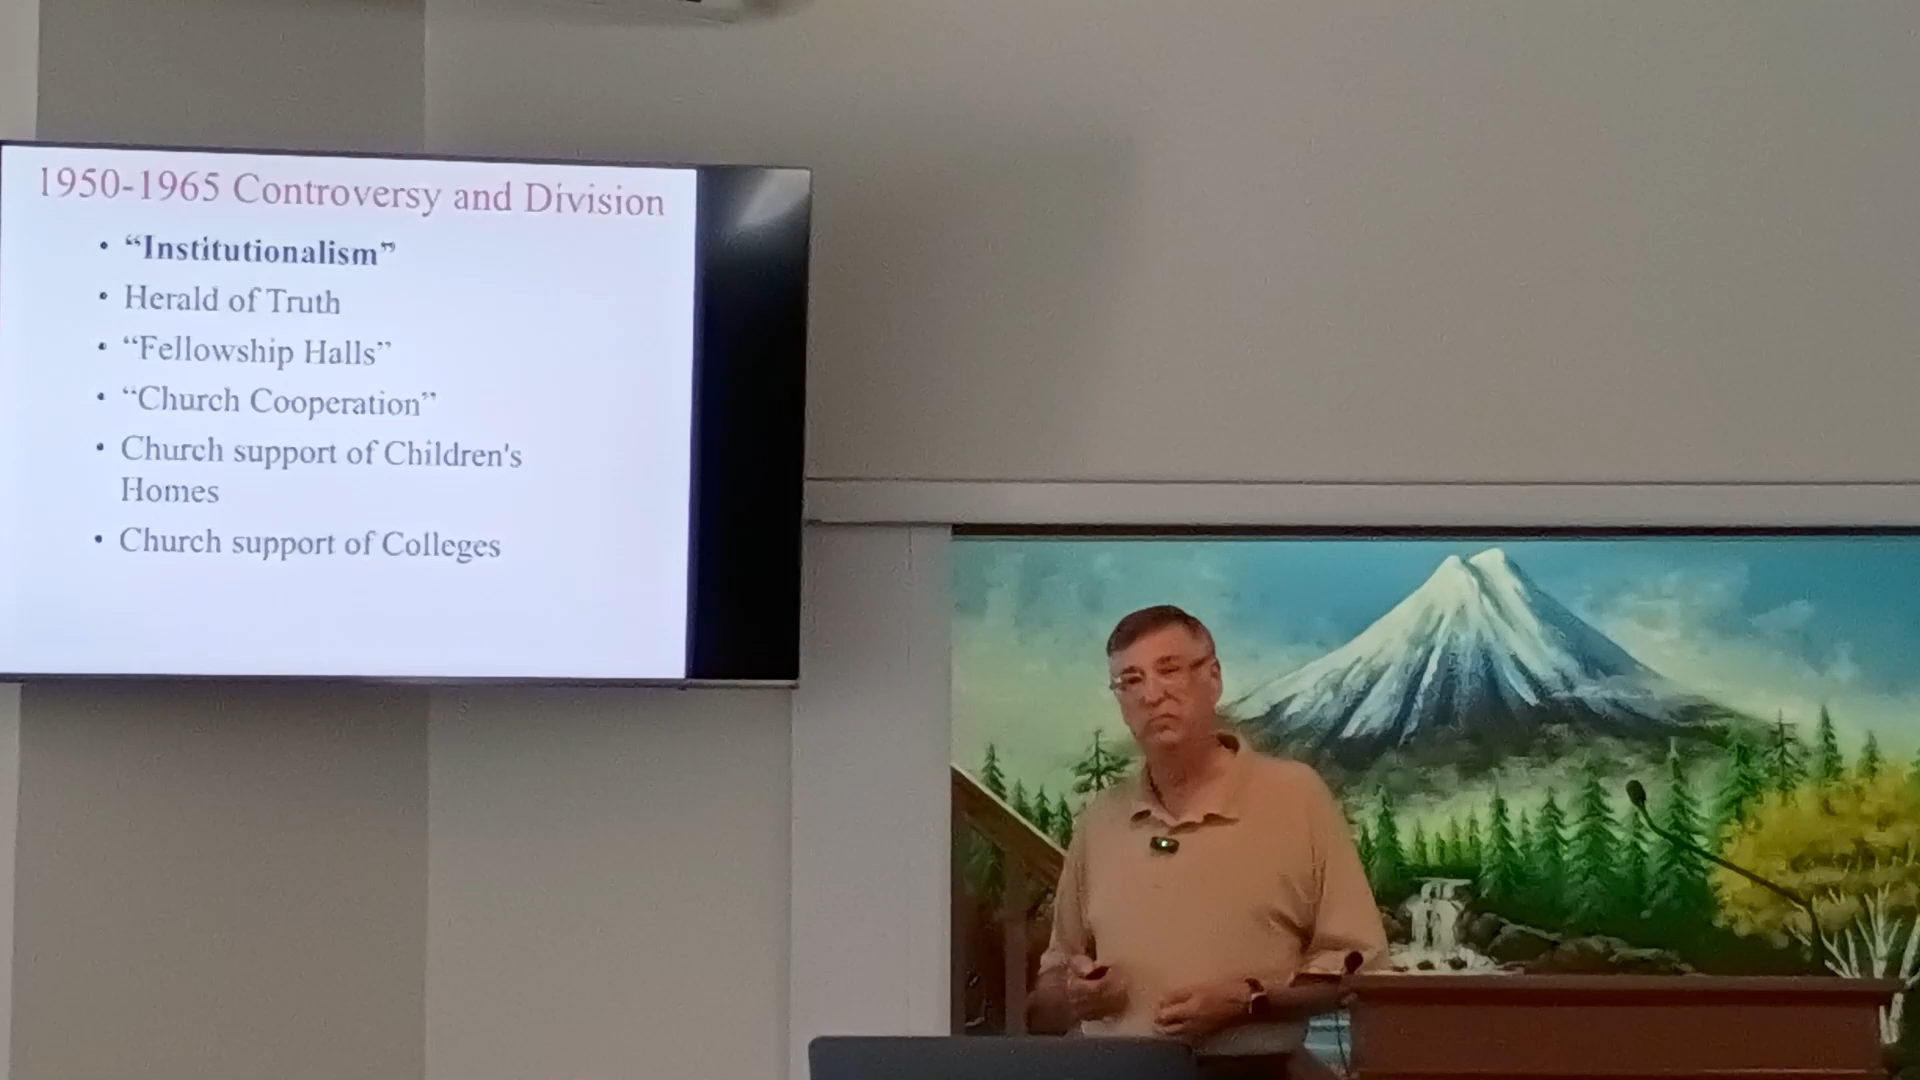 1950-1965 Controversy and Division
• “Institutionalism”
• Herald of Truth
• “Fellowship Halls”
• “Church Cooperation”
• Church support of Children's
Homes
• Church support of Colleges